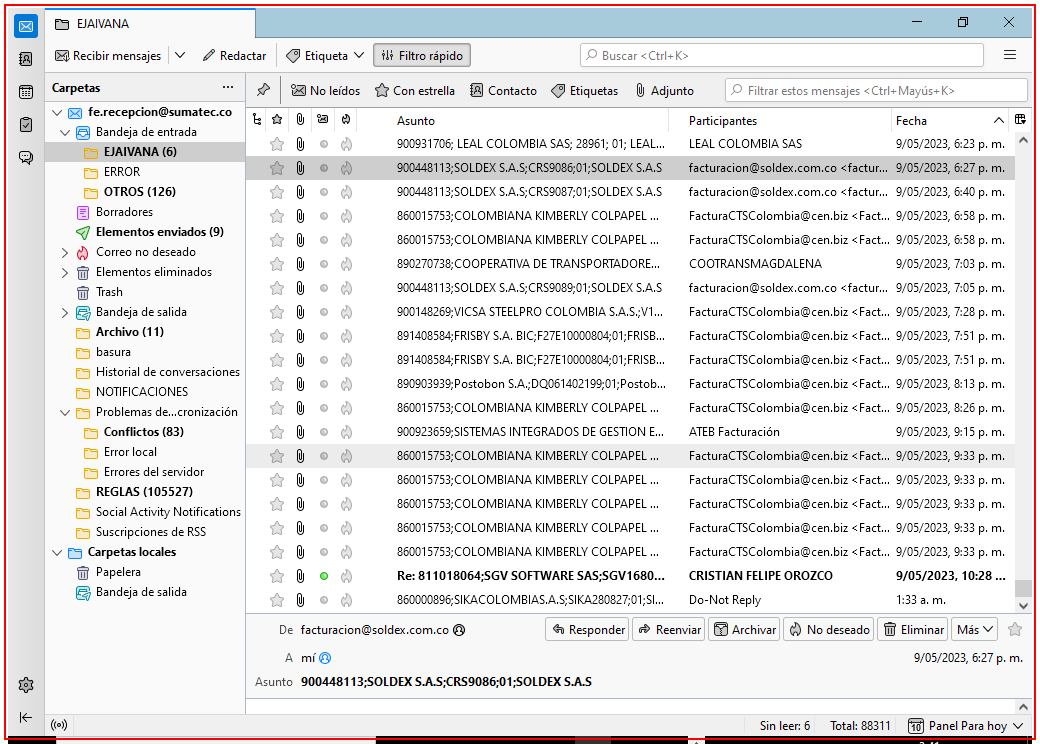 EJAIVANA
Recibir mensajes Redactar Etiqueta Filtro rápido Buscar <Ctrl+K>
Carpetas ...
No leídos Con estrella Contacto Etiquetas Adjunto Filtrar estos mensajes <Ctrl+Mayús+K>
fe.recepcion@sumatec.co
Bandeja de entrada
EJAIVANA (6)
ERROR
OTROS (126)
Borradores
Elementos enviados (9)
Correo no deseado
Elementos eliminados
Trash
Bandeja de salida
Archivo (11)
basura
Historial de conversaciones
NOTIFICACIONES
Problemas de...cronización
Conflictos (83)
Error local
Errores del servidor
REGLAS (105527)
Social Activity Notifications
Suscripciones de RSS
Carpetas locales
Papelera
Bandeja de salida
Asunto Participantes Fecha
900931706; LEAL COLOMBIA SAS; 28961; 01; LEAL... LEAL COLOMBIA SAS 9/05/2023, 6:23 p. m.
900448113;SOLDEX S.A.S;CRS9086;01;SOLDEX S.A.S facturacion@soldex.com.co <factur... 9/05/2023, 6:27 p. m.
900448113;SOLDEX S.A.S;CRS9087;01;SOLDEX S.A.S facturacion@soldex.com.co <factur... 9/05/2023, 6:40 p. m.
860015753;COLOMBIANA KIMBERLY COLPAPEL ... FacturaCTSColombia@cen.biz <Fact... 9/05/2023, 6:58 p. m.
860015753;COLOMBIANA KIMBERLY COLPAPEL ... FacturaCTSColombia@cen.biz <Fact... 9/05/2023, 6:58 p. m.
890270738;COOPERATIVA DE TRANSPORTADORE... COOTRANSMAGDALENA 9/05/2023, 7:03 p. m.
900448113;SOLDEX S.A.S;CRS9089;01;SOLDEX S.A.S facturacion@soldex.com.co <factur... 9/05/2023, 7:05 p. m.
900148269;VICSA STEELPRO COLOMBIA S.A.S.;V1... FacturaCTSColombia@cen.biz <Fact... 9/05/2023, 7:28 p. m.
891408584;FRISBY S.A. BIC;F27E10000804;01;FRISB... FacturaCTSColombia@cen.biz <Fact... 9/05/2023, 7:51 p. m.
891408584;FRISBY S.A. BIC;F27E10000804;01;FRISB... FacturaCTSColombia@cen.biz <Fact... 9/05/2023, 7:51 p. m.
890903939;Postobon S.A.;DQ061402199;01;Postob... FacturaCTSColombia@cen.biz <Fact... 9/05/2023, 8:13 p. m.
860015753;COLOMBIANA KIMBERLY COLPAPEL ... FacturaCTSColombia@cen.biz <Fact... 9/05/2023, 8:26 p. m.
900923659;SISTEMAS INTEGRADOS DE GESTION E... ATEB Facturación 9/05/2023, 9:15 p. m.
860015753;COLOMBIANA KIMBERLY COLPAPEL ... FacturaCTSColombia@cen.biz <Fact... 9/05/2023, 9:33 p. m.
860015753;COLOMBIANA KIMBERLY COLPAPEL ... FacturaCTSColombia@cen.biz <Fact... 9/05/2023, 9:33 p. m.
860015753;COLOMBIANA KIMBERLY COLPAPEL ... FacturaCTSColombia@cen.biz <Fact... 9/05/2023, 9:33 p. m.
860015753;COLOMBIANA KIMBERLY COLPAPEL ... FacturaCTSColombia@cen.biz <Fact... 9/05/2023, 9:33 p. m.
860015753;COLOMBIANA KIMBERLY COLPAPEL ... FacturaCTSColombia@cen.biz <Fact... 9/05/2023, 9:33 p. m.
Re: 811018064;SGV SOFTWARE SAS;SGV1680... CRISTIAN FELIPE OROZCO 9/05/2023, 10:28 ...
860000896;SIKACOLOMBIAS.A.S;SIKA280827;01;SI... Do-Not Reply 1:33 a. m.
De facturacion@soldex.com.co Responder Reenviar Archivar No deseado Eliminar Más
A mí 9/05/2023, 6:27 p. m.
Asunto 900448113;SOLDEX S.A.S;CRS9086;01;SOLDEX S.A.S
Sin leer: 6 Total: 88311 10 Panel Para hoy